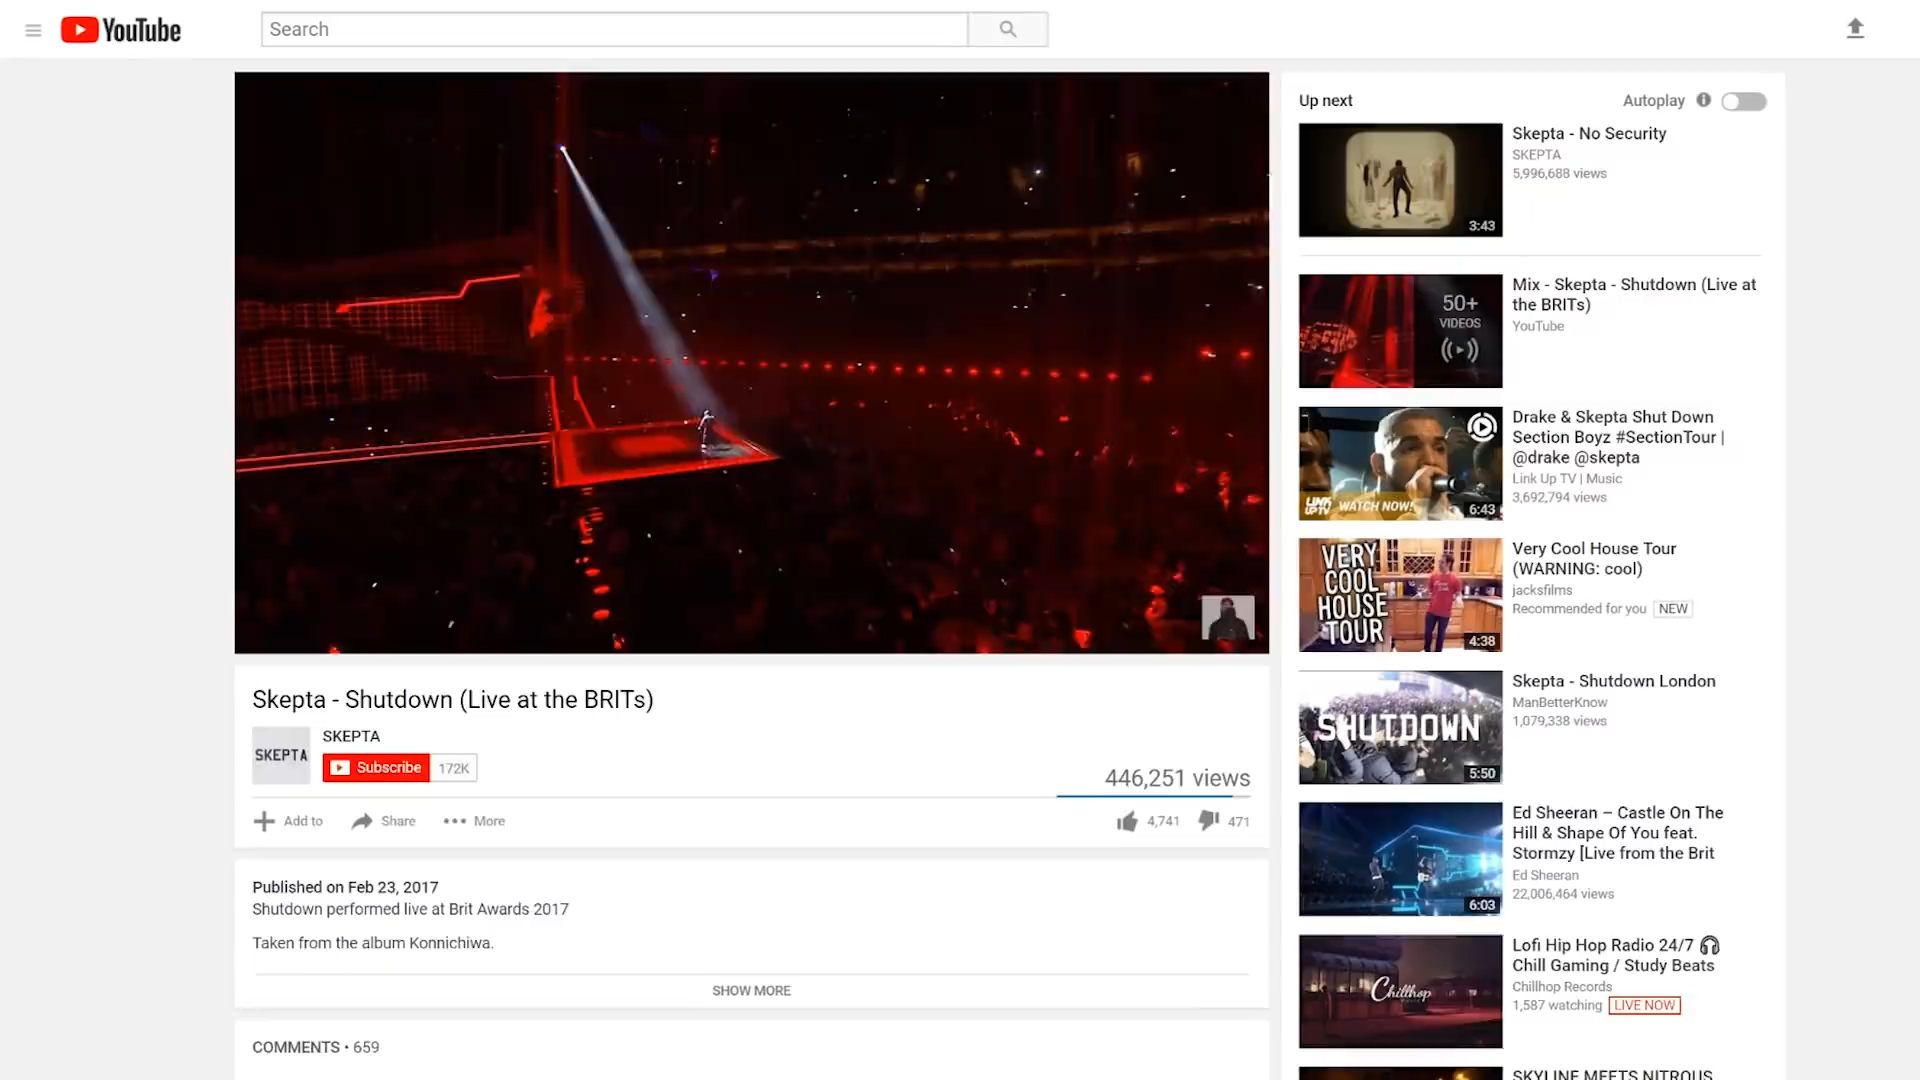 YouTube
Search
Up next
Autoplay
Skepta - No Security
SKEPTA
5,996,688 views
3:43
50+
VIDEOS
Mix - Skepta - Shutdown (Live at
the BRITs)
YouTube
LINK
UPTV
WATCH NOW!
6:43
Drake & Skepta Shut Down
Section Boyz #SectionTour |
@drake @skepta
Link Up TV | Music
3,692,794 views
VERY
COOL
HOUSE
TOUR
4:38
Very Cool House Tour
(WARNING: cool)
jacksfilms
Recommended for you NEW
SHUTDOWN
5:50
Skepta - Shutdown London
ManBetterKnow
1,079,338 views
6:03
Ed Sheeran – Castle On The
Hill & Shape Of You feat.
Stormzy [Live from the Brit
Ed Sheeran
22,006,464 views
Chillhop
Lofi Hip Hop Radio 24/7 🎧
Chill Gaming / Study Beats
Chillhop Records
1,587 watching LIVE NOW
SKYLINE MEETS NITROUS
Skepta - Shutdown (Live at the BRITs)
SKEPTA
SKEPTA
Subscribe 172K
446,251 views
Add to Share More
4,741 471
Published on Feb 23, 2017
Shutdown performed live at Brit Awards 2017
Taken from the album Konnichiwa.
SHOW MORE
COMMENTS • 659